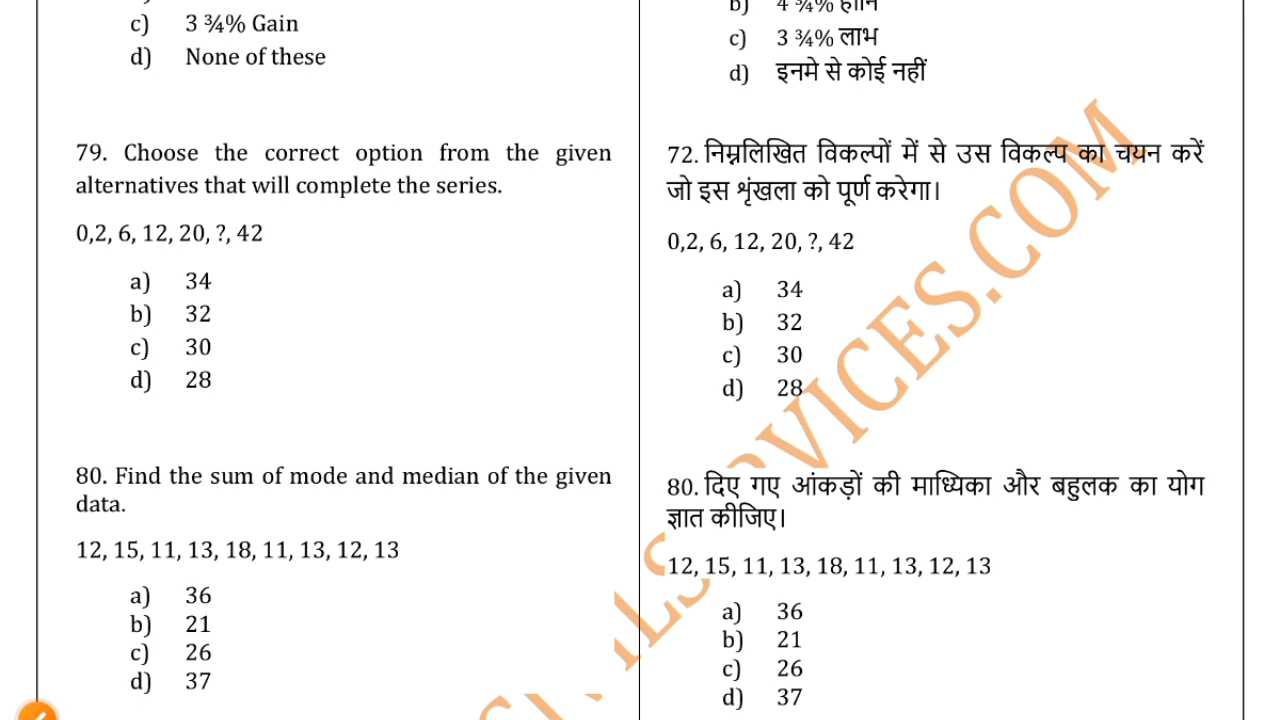 c) 3 ¾% Gain
d) None of these
79. Choose the correct option from the given
alternatives that will complete the series.
0,2, 6, 12, 20, ?, 42
a) 34
b) 32
c) 30
d) 28
80. Find the sum of mode and median of the given
data.
12, 15, 11, 13, 18, 11, 13, 12, 13
a) 36
b) 21
c) 26
d) 37
b) 4 ¾% हानि
c) 3 ¾% लाभ
d) इनमे से कोई नहीं
72. निम्नलिखित विकल्पों में से उस विकल्प का चयन करें
जो इस शृंखला को पूर्ण करेगा।
0,2, 6, 12, 20, ?, 42
a) 34
b) 32
c) 30
d) 28
80. दिए गए आंकड़ों की माध्यिका और बहुलक का योग
ज्ञात कीजिए।
12, 15, 11, 13, 18, 11, 13, 12, 13
a) 36
b) 21
c) 26
d) 37